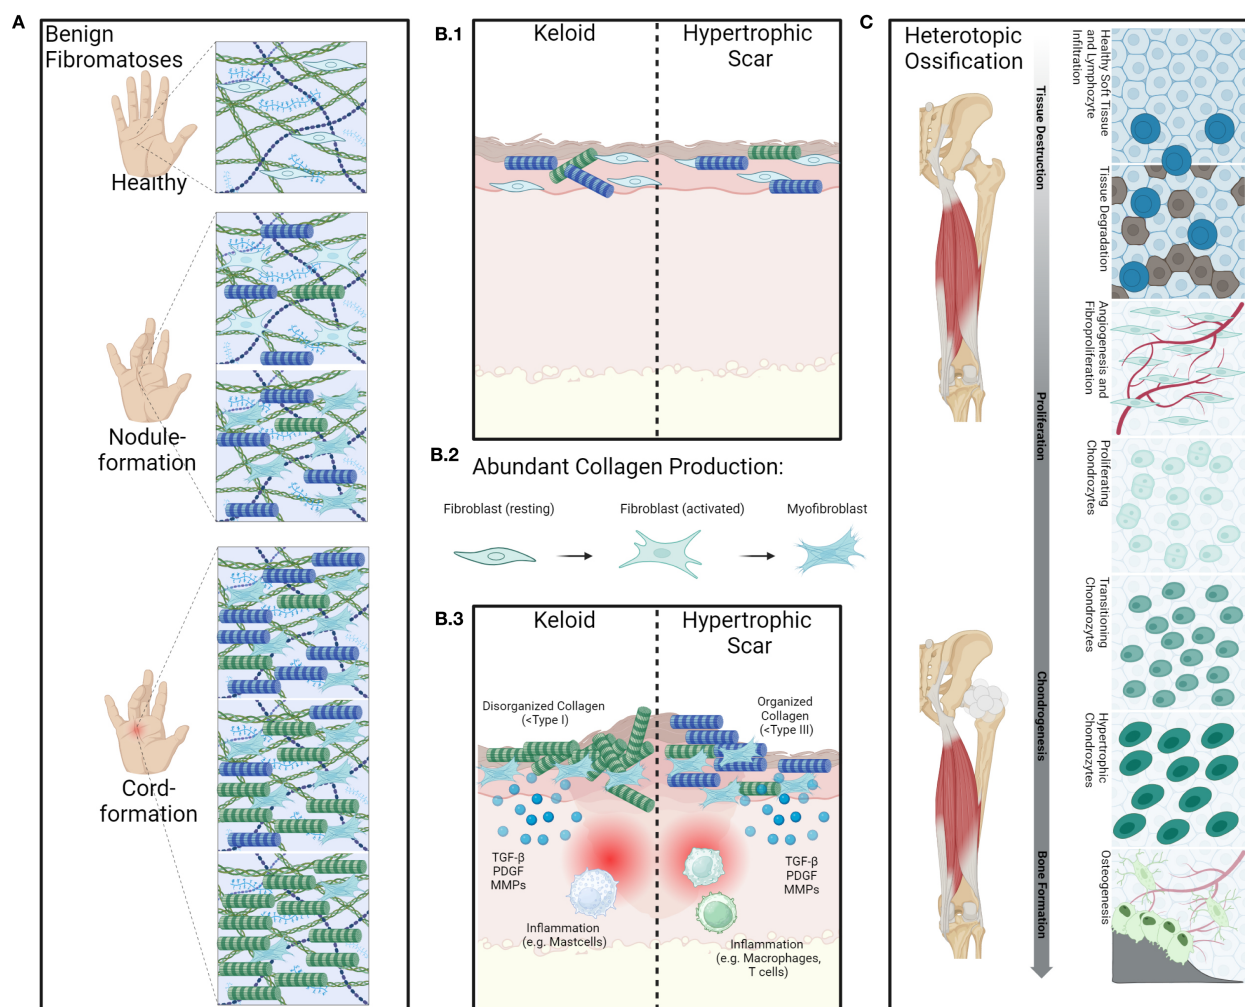 A
Benign
Fibromatoses
Healthy
Nodule-
formation
Cord-
formation
B.1
Keloid
Hypertrophic
Scar
B.2
Abundant Collagen Production:
Fibroblast (resting)
Fibroblast (activated)
Myofibroblast
B.3
Keloid
Hypertrophic
Scar
Disorganized Collagen
(<Type I)
Organized
Collagen
(<Type III)
TGF-β
PDGF
MMPs
TGF-β
PDGF
MMPs
Inflammation
(e.g. Mastcells)
Inflammation
(e.g. Macrophages,
T cells)
C
Heterotopic
Ossification
Tissue Destruction
Proliferation
Chondrogenesis
Bone Formation
Healthy Soft Tissue
and Lymphozyte
Infiltration
Tissue Degradation
Angiogenesis and
Fibroproliferation
Proliferating
Chondrozytes
Transitioning
Chondrozytes
Hypertrophic
Chondrozytes
Osteogenesis